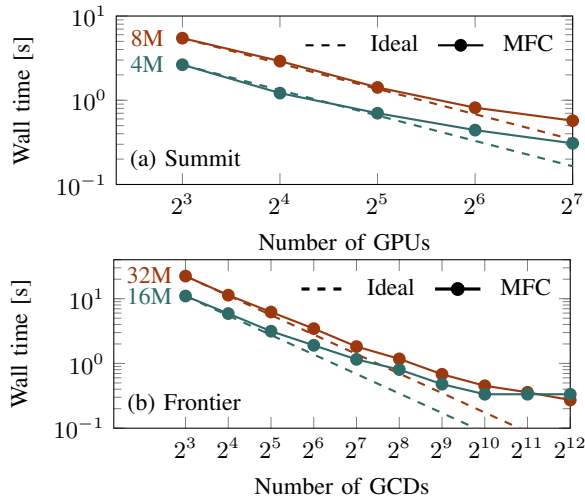 10^1
8M
4M
Ideal
MFC
10^0
Wall time [s]
(a) Summit
10^-1
2^3 2^4 2^5 2^6 2^7
Number of GPUs
32M
16M
Ideal
MFC
10^1
Wall time [s]
10^0
(b) Frontier
10^-1
2^3 2^4 2^5 2^6 2^7 2^8 2^9 2^10 2^11 2^12
Number of GCDs